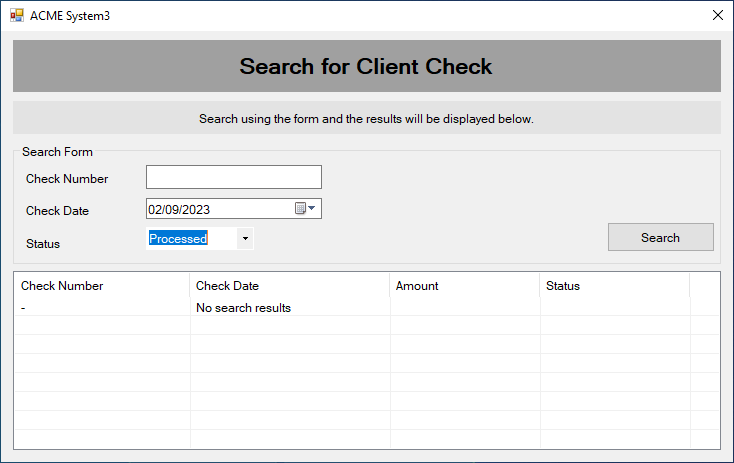 ACME System3
Search for Client Check
Search using the form and the results will be displayed below.
Search Form
Check Number
Check Date 02/09/2023
Status Processed
Search
Check Number Check Date Amount Status
- No search results